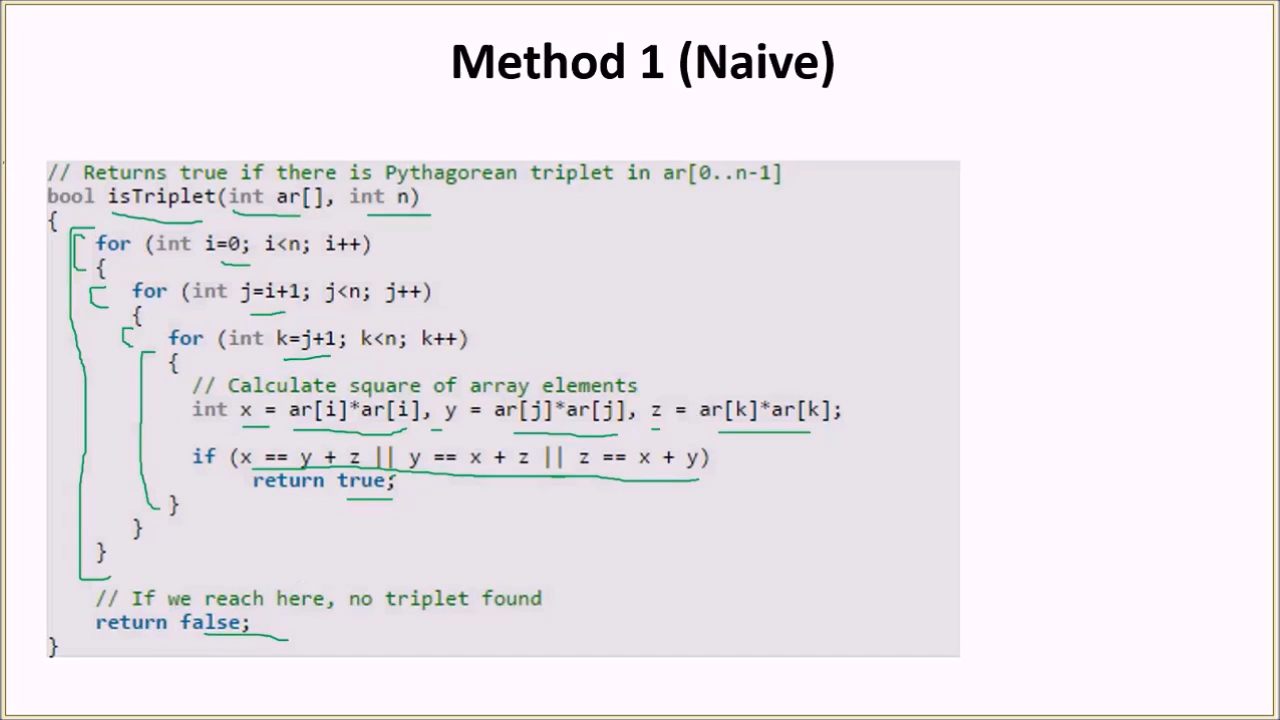 Method 1 (Naive)
// Returns true if there is Pythagorean triplet in ar[0..n-1]
bool isTriplet(int ar[], int n)
{
for (int i=0; i<n; i++)
{
for (int j=i+1; j<n; j++)
{
for (int k=j+1; k<n; k++)
{
// Calculate square of array elements
int x = ar[i]*ar[i], y = ar[j]*ar[j], z = ar[k]*ar[k];
if (x == y + z || y == x + z || z == x + y)
return true;
}
}
}
// If we reach here, no triplet found
return false;
}